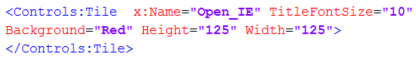 <Controls:Tile  x:Name="Open_IE" TitleFontSize="10"
Background="Red" Height="125" Width="125">
</Controls:Tile>